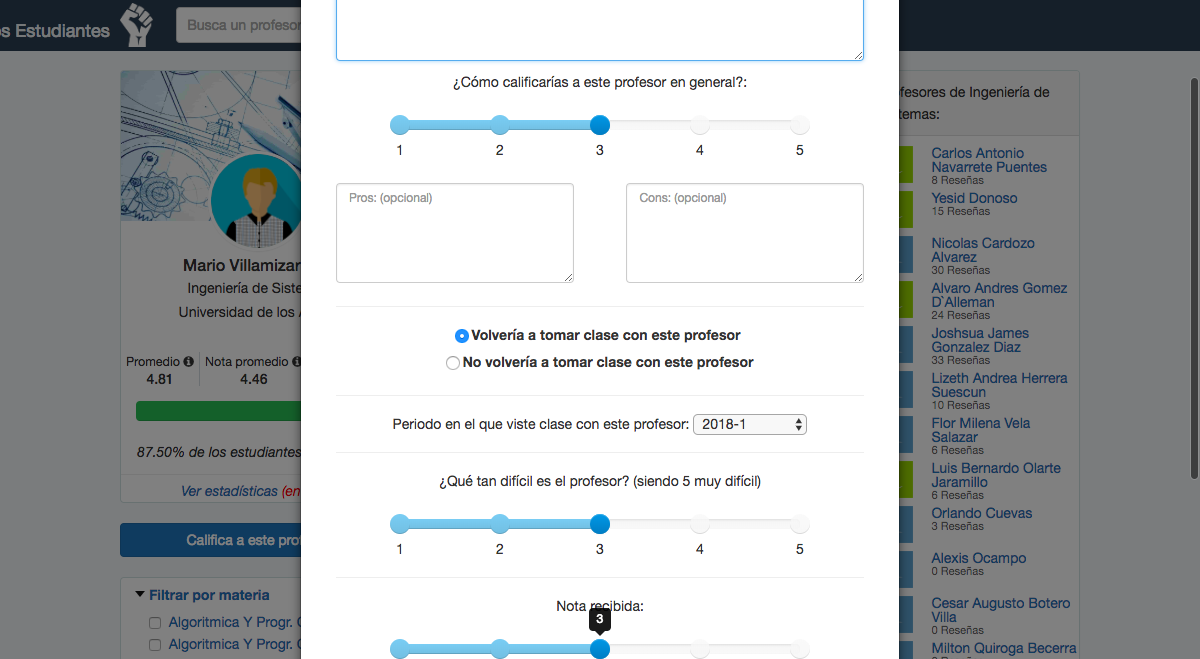 s Estudiantes
Busca un profesor
¿Cómo calificarías a este profesor en general?:
1 2 3 4 5
Pros: (opcional)
Cons: (opcional)
Volvería a tomar clase con este profesor
No volvería a tomar clase con este profesor
Periodo en el que viste clase con este profesor: 2018-1
¿Qué tan difícil es el profesor? (siendo 5 muy difícil)
1 2 3 4 5
Nota recibida:
3
Mario Villamizar
Ingeniería de Siste
Universidad de los
Promedio
4.81
Nota promedio
4.46
87.50% de los estudiantes
Ver estadísticas (en
Califica a este prof
Filtrar por materia
Algoritmica Y Progr.
Algoritmica Y Progr.
fesores de Ingeniería de
temas:
Carlos Antonio
Navarrete Puentes
8 Reseñas
Yesid Donoso
15 Reseñas
Nicolas Cardozo
Alvarez
30 Reseñas
Alvaro Andres Gomez
D`Alleman
24 Reseñas
Joshsua James
Gonzalez Diaz
33 Reseñas
Lizeth Andrea Herrera
Suescun
10 Reseñas
Flor Milena Vela
Salazar
6 Reseñas
Luis Bernardo Olarte
Jaramillo
6 Reseñas
Orlando Cuevas
3 Reseñas
Alexis Ocampo
0 Reseñas
Cesar Augusto Botero
Villa
0 Reseñas
Milton Quiroga Becerra